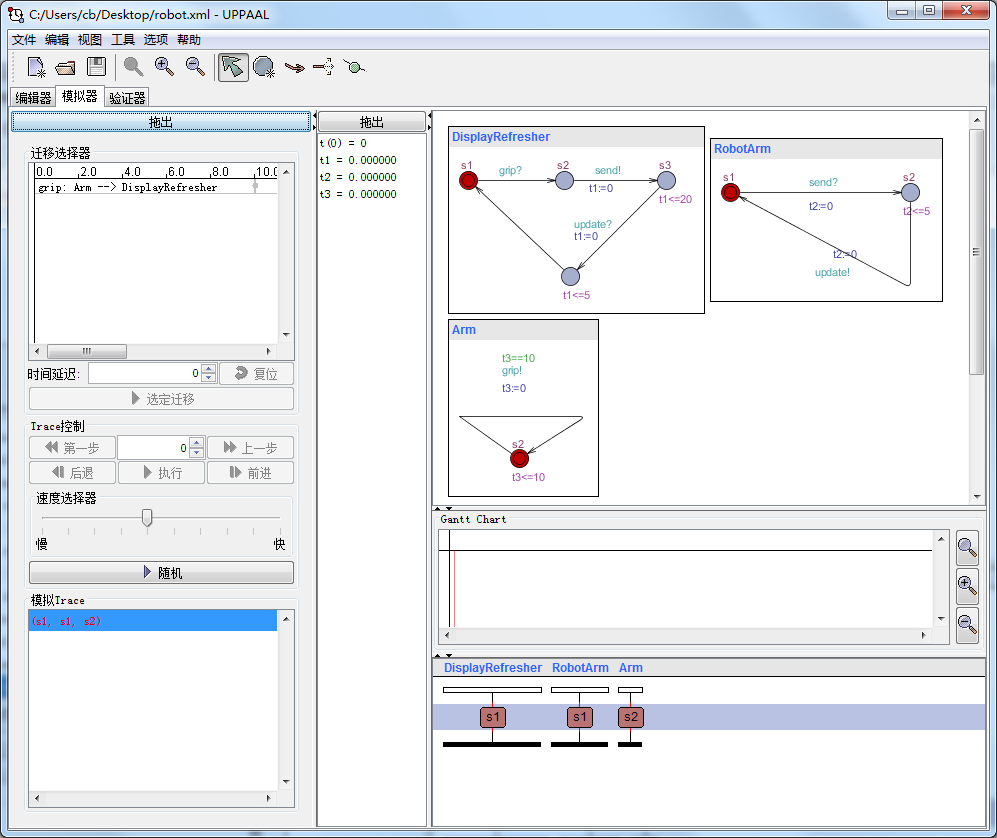 C:/Users/cb/Desktop/robot.xml - UPPAAL
文件 编辑 视图 工具 选项 帮助
编辑器 模拟器 验证器
拖出
迁移选择器
0.0 ,2.0 ,4.0 ,6.0 ,8.0 ,10.0
grip: Arm --> DisplayRefresher
时间延迟: 0 复位
选定迁移
Trace控制
第一步 0 上一步
后退 执行 前进
速度选择器
慢 快
随机
模拟Trace
(s1, s1, s2)
拖出
t(0) = 0
t1 = 0.000000
t2 = 0.000000
t3 = 0.000000
DisplayRefresher
s1 grip? s2 send! s3
t1:=0
t1<=20
update?
t1:=0
t1<=5
RobotArm
s1 send? s2
t2:=0 t2<=5
t2:=0
update!
Arm
t3==10
grip!
t3:=0
s2
t3<=10
Gantt Chart
DisplayRefresher RobotArm Arm
s1 s1 s2